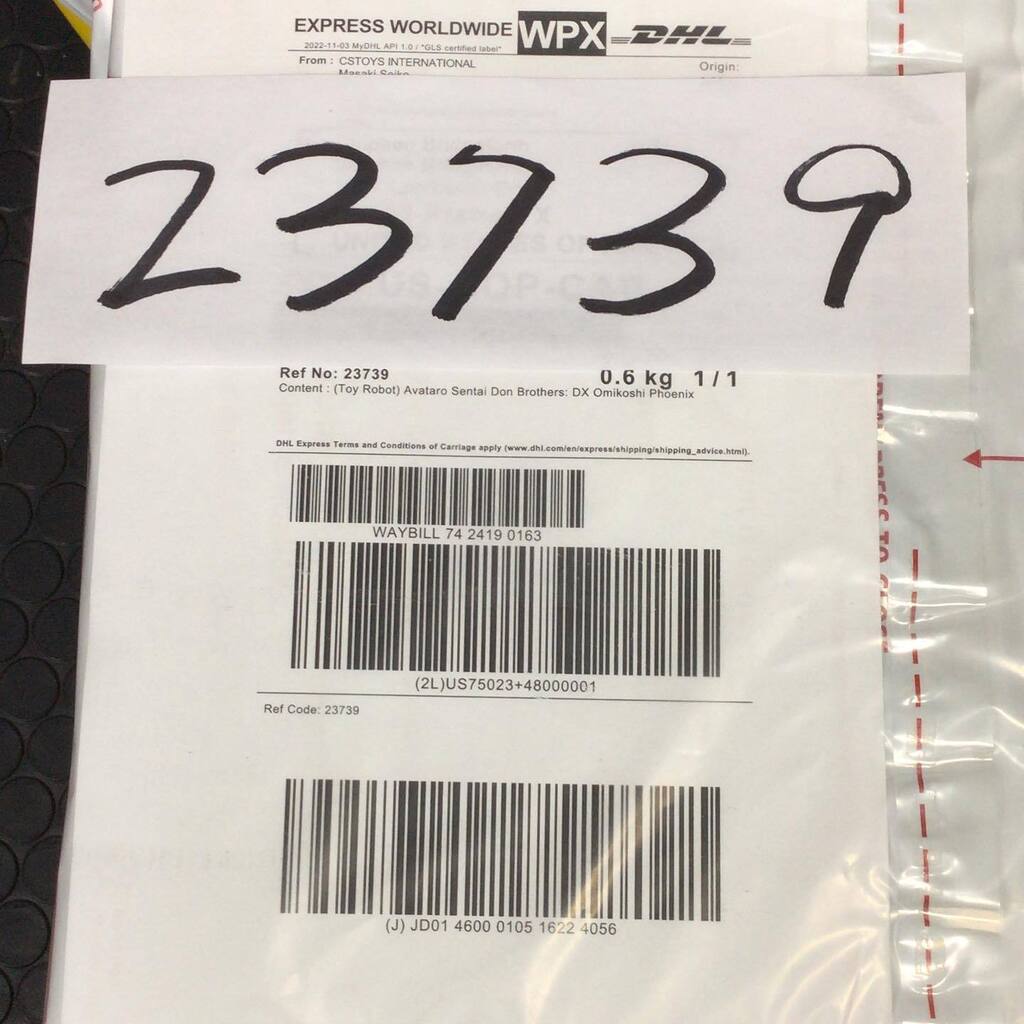 EXPRESS WORLDWIDE WPX DHL
2022-11-03 MyDHL API 1.0 / "GLS certified label"
From : CSTOYS INTERNATIONAL Origin:
Masaki Seiko
23739
Ref No: 23739 0.6 kg 1 / 1
Content : (Toy Robot) Avataro Sentai Don Brothers: DX Omikoshi Phoenix
DHL Express Terms and Conditions of Carriage apply (www.dhl.com/en/express/shipping/shipping_advice.html).
WAYBILL 74 2419 0163
(2L)US75023+48000001
Ref Code: 23739
(J) JD01 4600 0105 1622 4056